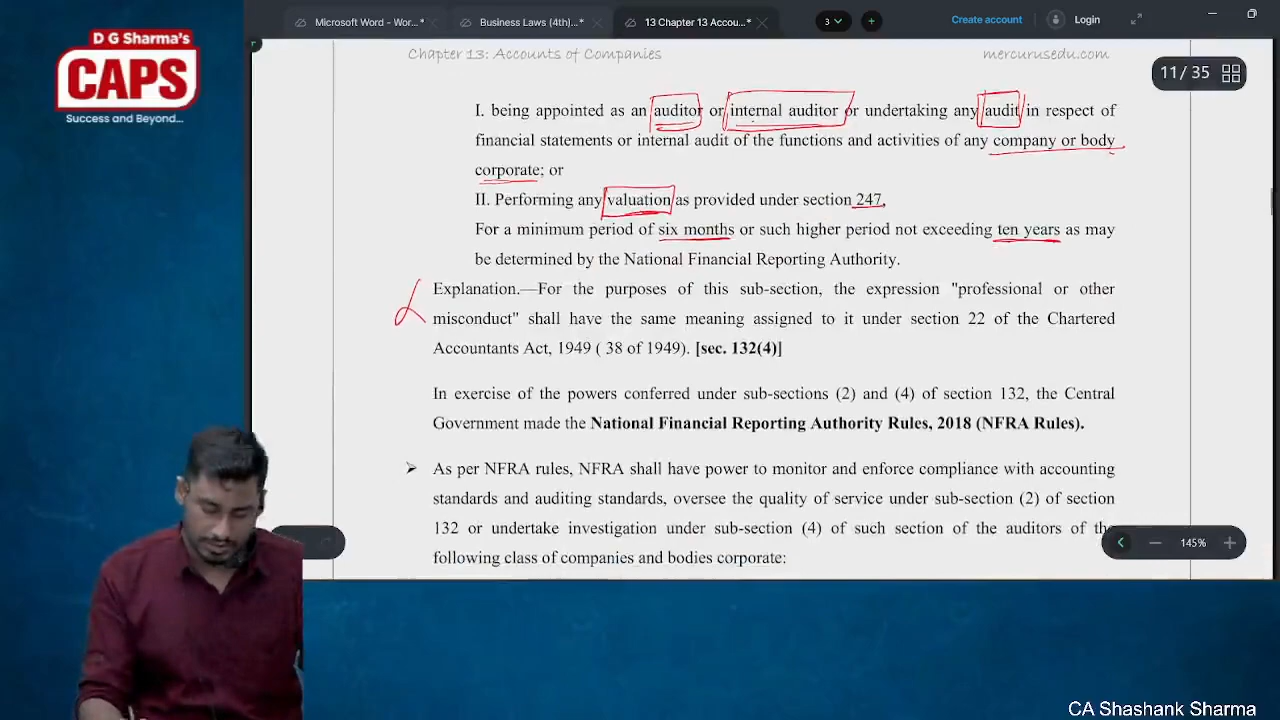 Microsoft Word - Wor...*
Business Laws (4th)...*
13 Chapter 13 Accou...*
3
Create account
Login
D G Sharma's
CAPS
Success and Beyond...
Chapter 13: Accounts of Companies
mercurusedu.com
11 / 35
I. being appointed as an auditor or internal auditor or undertaking any audit in respect of
financial statements or internal audit of the functions and activities of any company or body
corporate; or
II. Performing any valuation as provided under section 247,
For a minimum period of six months or such higher period not exceeding ten years as may
be determined by the National Financial Reporting Authority.
Explanation.—For the purposes of this sub-section, the expression "professional or other
misconduct" shall have the same meaning assigned to it under section 22 of the Chartered
Accountants Act, 1949 ( 38 of 1949). [sec. 132(4)]
In exercise of the powers conferred under sub-sections (2) and (4) of section 132, the Central
Government made the National Financial Reporting Authority Rules, 2018 (NFRA Rules).
➢ As per NFRA rules, NFRA shall have power to monitor and enforce compliance with accounting
standards and auditing standards, oversee the quality of service under sub-section (2) of section
132 or undertake investigation under sub-section (4) of such section of the auditors of the
following class of companies and bodies corporate:
145%
CA Shashank Sharma